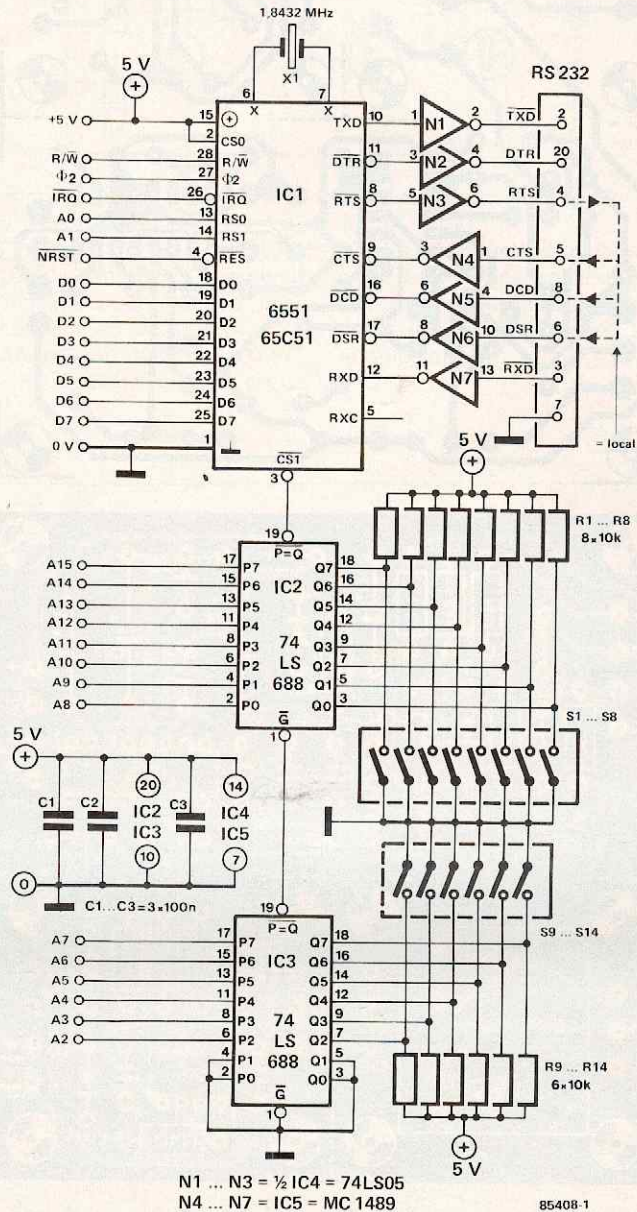 1,8432 MHz
X1
5 V
+
RS 232
6 7
X X
+5 V 15 + TXD 10 1 N1 2 TXD 2
2 CS0
R/W 28 R/W DTR 11 3 N2 4 DTR 20
Φ2 27 Φ2 IC1
IRQ 26 IRQ RTS 8 5 N3 6 RTS 4
A0 13 RS0
A1 14 RS1
NRST 4 RES CTS 9 3 N4 1 CTS 5
D0 18 D0
D1 19 D1 6551 DCD 16 6 N5 4 DCD 8
D2 20 D2 65C51
D3 21 D3 DSR 17 8 N6 10 DSR 6
D4 22 D4
D5 23 D5 RXD 12 11 N7 13 RXD 3
D6 24 D6
D7 25 D7 RXC 5 7
0 V 1 = local
CS1
3
5 V
+
R1 ... R8
8x10k
19
P=Q
A15 17 P7 Q7 18
A14 15 P6 IC2 Q6 16
A13 13 P5 Q5 14
A12 11 P4 Q4 12
A11 8 P3 74 Q3 9
A10 6 P2 LS Q2 7
A9 4 P1 688 Q1 5
A8 2 P0 Q0 3
G
1
S1 ... S8
5 V
+
20 14
C1 C2 IC2 C3 IC4
IC3 IC5
10 7
0
C1...C3=3x100n
S9 ... S14
19
P=Q
A7 17 P7 Q7 18
A6 15 P6 IC3 Q6 16
A5 13 P5 Q5 14
A4 11 P4 Q4 12
A3 8 P3 74 Q3 9
A2 6 P2 LS Q2 7
4 P1 688 Q1 5
2 P0 Q0 3
G
1
R9 ... R14
6x10k
+
5 V
N1 ... N3 = ½ IC4 = 74LS05
N4 ... N7 = IC5 = MC 1489
85408-1